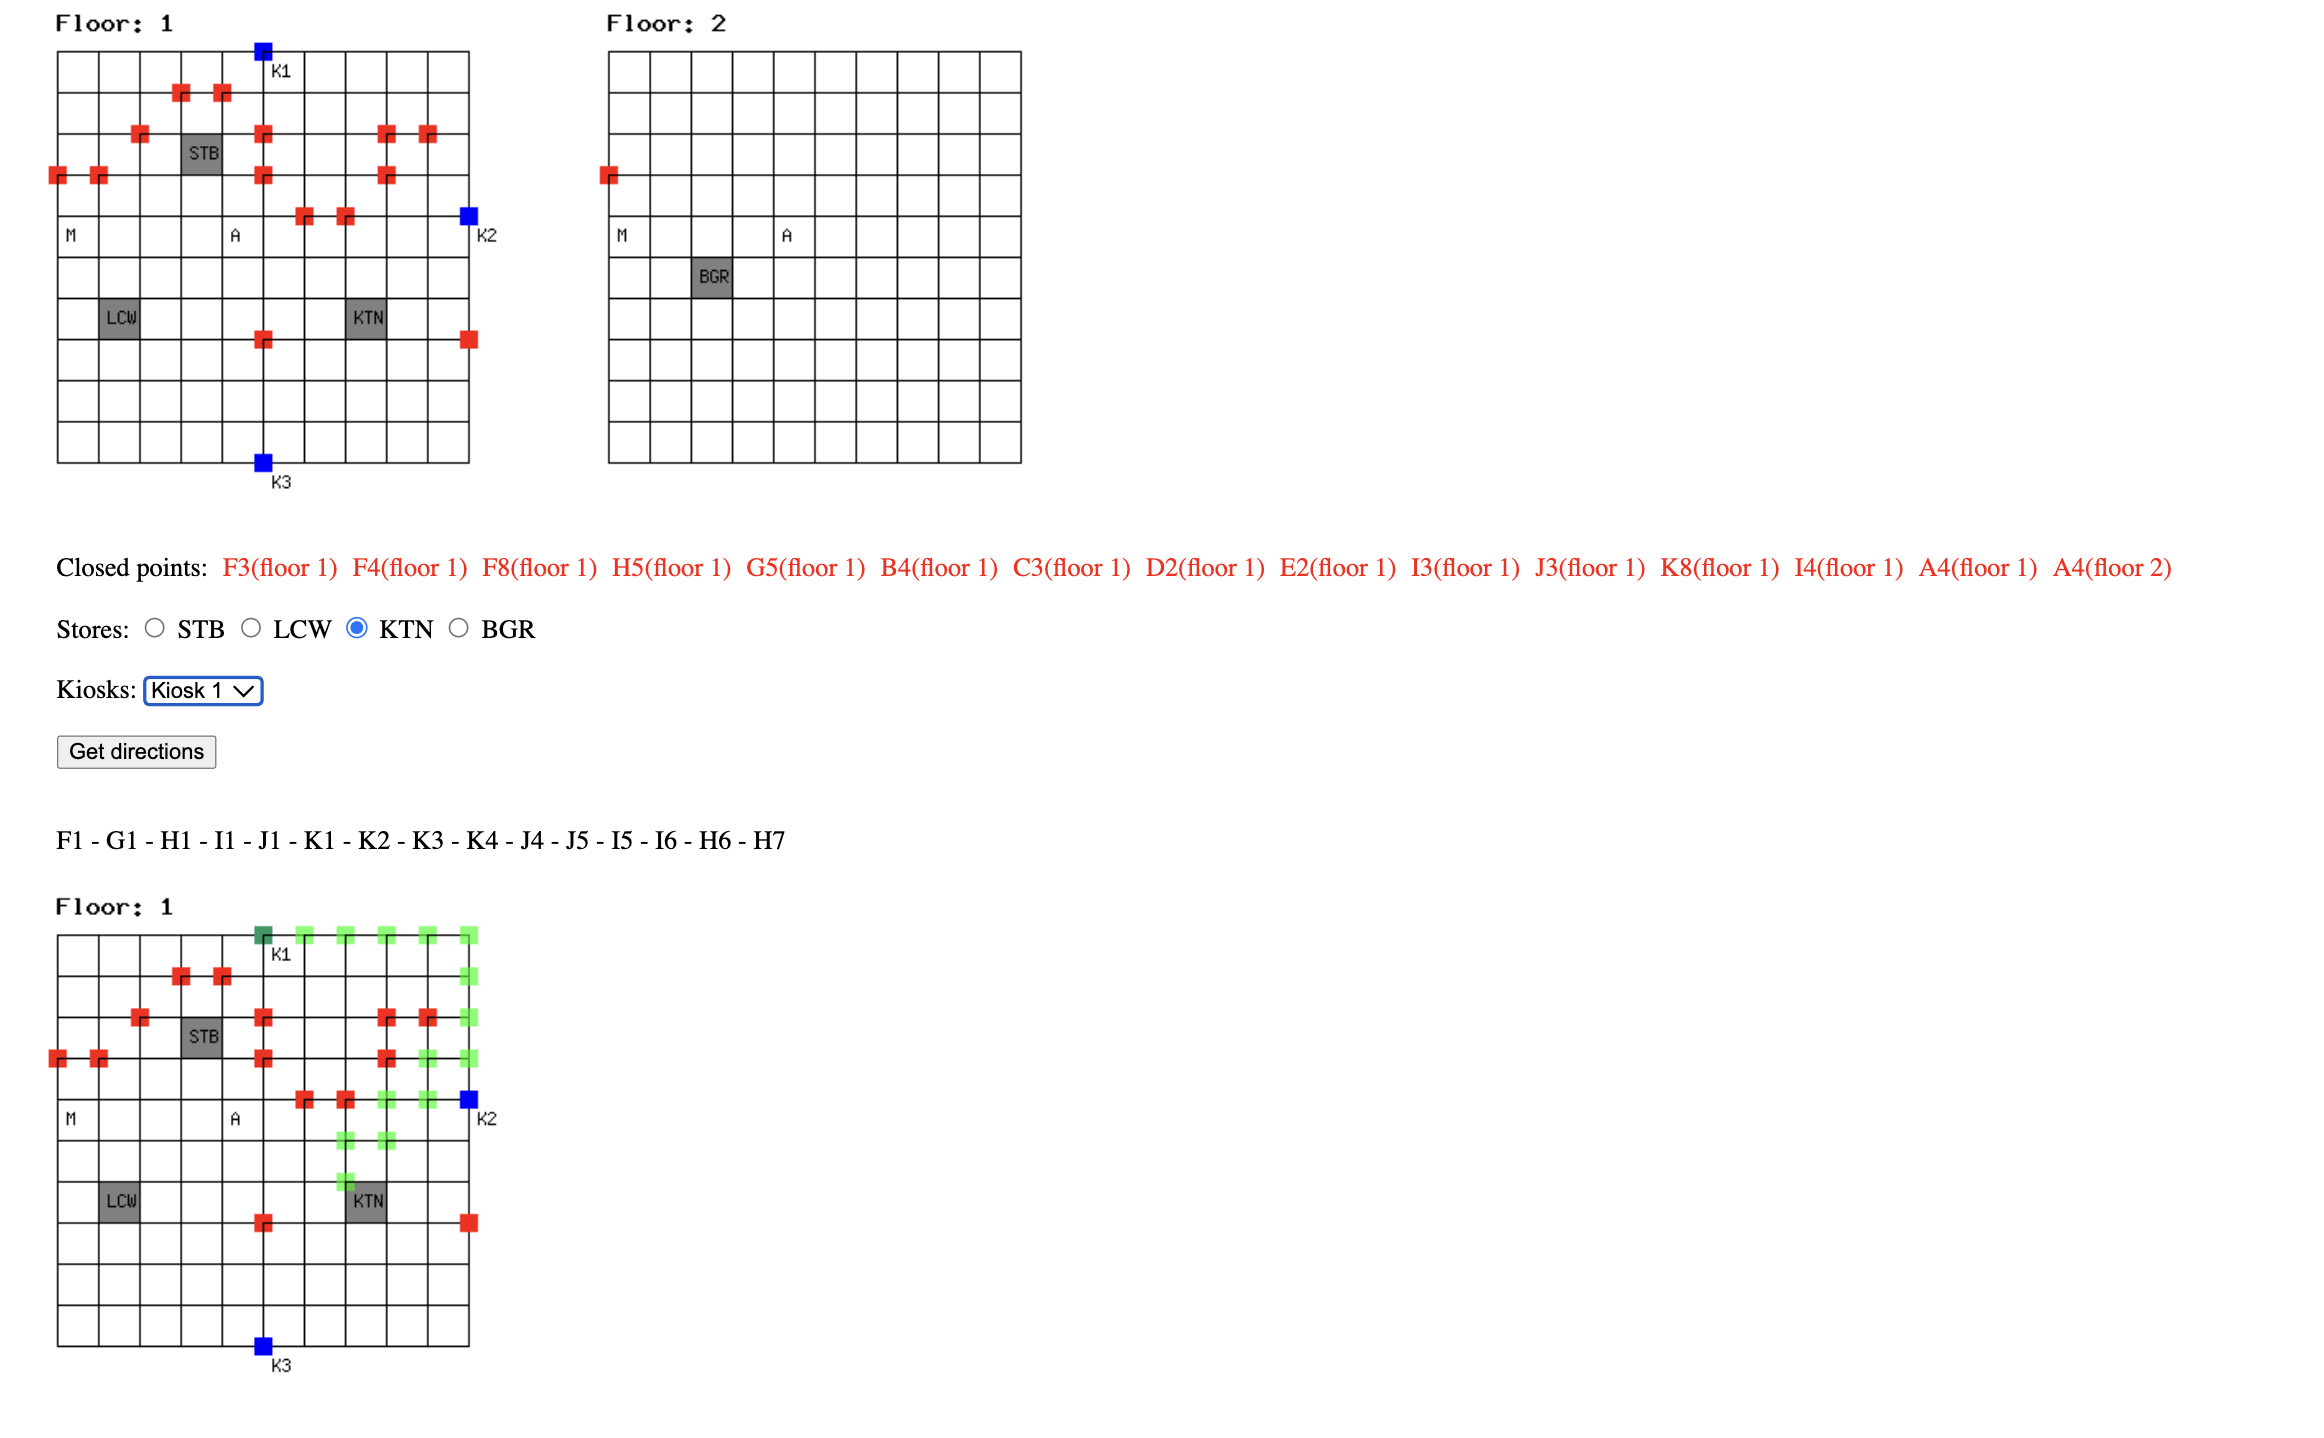 Floor: 1 Floor: 2
K1
STB
M A K2 M A
BGR
LCW KTN
K3
Closed points: F3(floor 1) F4(floor 1) F8(floor 1) H5(floor 1) G5(floor 1) B4(floor 1) C3(floor 1) D2(floor 1) E2(floor 1) I3(floor 1) J3(floor 1) K8(floor 1) I4(floor 1) A4(floor 1) A4(floor 2)
Stores: STB LCW KTN BGR
Kiosks: Kiosk 1
Get directions
F1 - G1 - H1 - I1 - J1 - K1 - K2 - K3 - K4 - J4 - J5 - I5 - I6 - H6 - H7
Floor: 1
K1
STB
M A K2
LCW KTN
K3